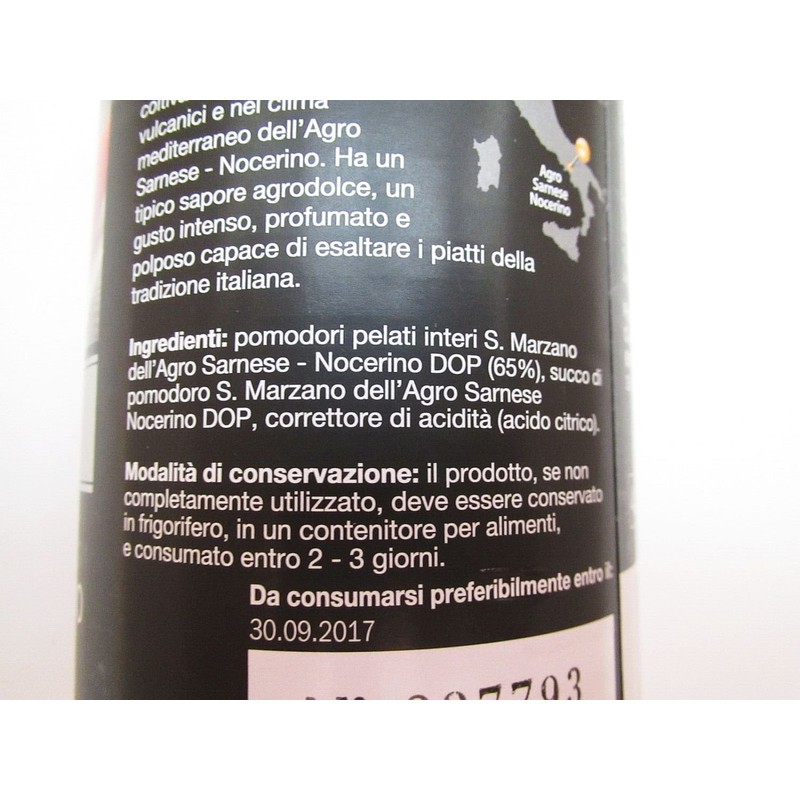 vulcanici e nel clima
mediterraneo dell'Agro
Sarnese - Nocerino. Ha un
tipico sapore agrodolce, un
gusto intenso, profumato e
polposo capace di esaltare i piatti della
tradizione italiana.
Agro
Sarnese
Nocerino
Ingredienti: pomodori pelati interi S. Marzano
dell'Agro Sarnese - Nocerino DOP (65%), succo di
pomodoro S. Marzano dell'Agro Sarnese
Nocerino DOP, correttore di acidità (acido citrico).
Modalità di conservazione: il prodotto, se non
completamente utilizzato, deve essere conservato
in frigorifero, in un contenitore per alimenti,
e consumato entro 2 - 3 giorni.
Da consumarsi preferibilmente entro il:
30.09.2017